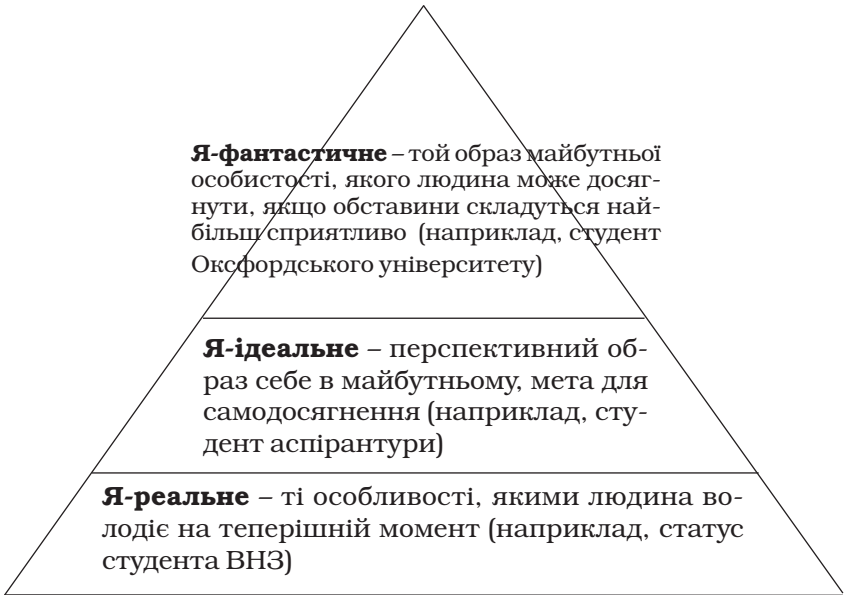 Я-фантастичне – той образ майбутньої
особистості, якого людина може досяг-
нути, якщо обставини складуться най-
більш сприятливо (наприклад, студент
Оксфордського університету)
Я-ідеальне – перспективний об-
раз себе в майбутньому, мета для
самодосягнення (наприклад, сту-
дент аспірантури)
Я-реальне – ті особливості, якими людина во-
лодіє на теперішній момент (наприклад, статус
студента ВНЗ)